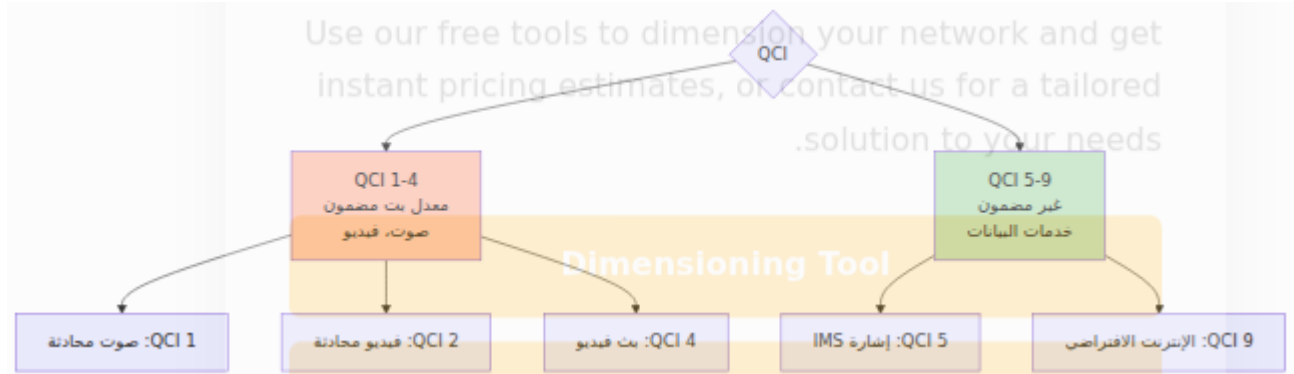 Use our free tools to dimension your network and get
instant pricing estimates, or contact us for a tailored
.solution to your needs
Dimensioning Tool
QCI
QCI 1-4
معدل بت مضمون
صوت، فيديو
QCI 5-9
غير مضمون
خدمات البيانات
QCI 1: صوت محادثة
QCI 2: فيديو محادثة
QCI 4: بث فيديو
QCI 5: إشارة IMS
QCI 9: الإنترنت الافتراضي